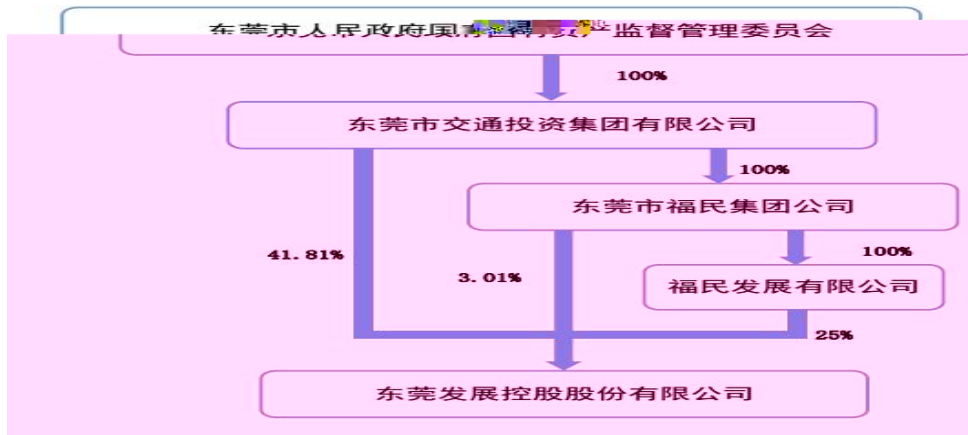 东莞市人民政府国有资产监督管理委员会
100%
东莞市交通投资集团有限公司
100%
东莞市福民集团公司
41.81%
3.01%
100%
福民发展有限公司
25%
东莞发展控股股份有限公司